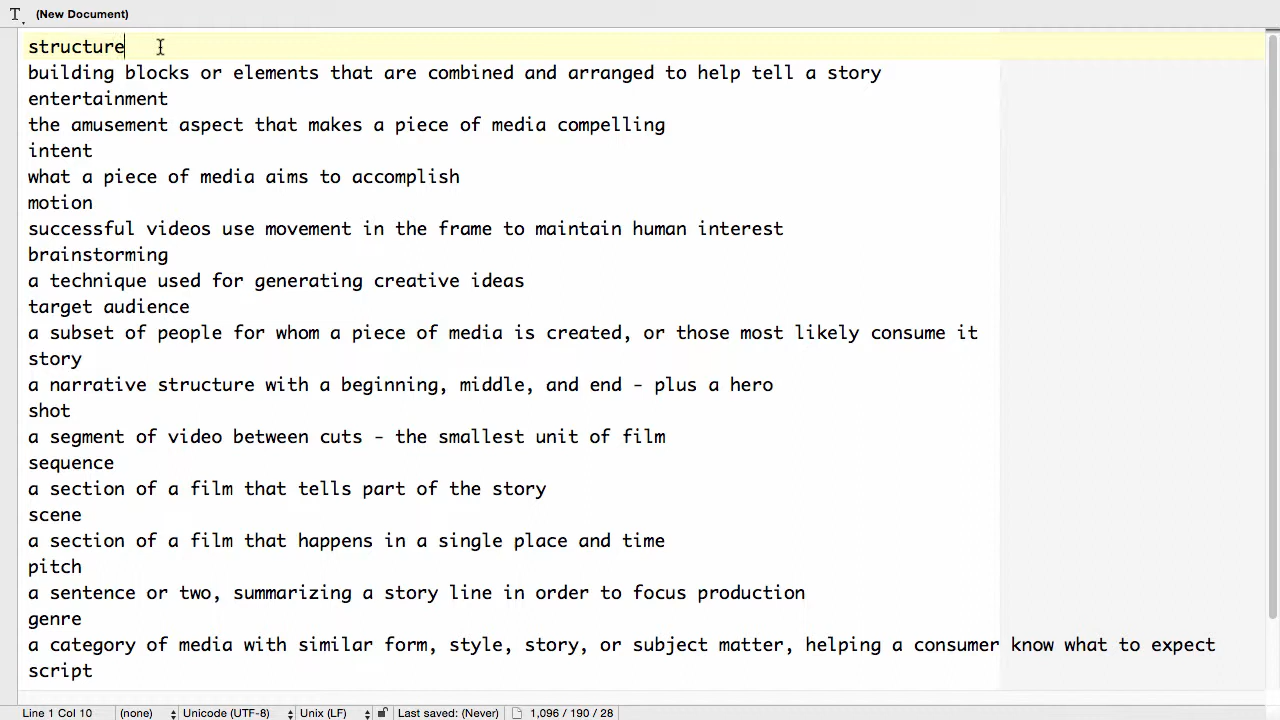 (New Document)
structure
building blocks or elements that are combined and arranged to help tell a story
entertainment
the amusement aspect that makes a piece of media compelling
intent
what a piece of media aims to accomplish
motion
successful videos use movement in the frame to maintain human interest
brainstorming
a technique used for generating creative ideas
target audience
a subset of people for whom a piece of media is created, or those most likely consume it
story
a narrative structure with a beginning, middle, and end - plus a hero
shot
a segment of video between cuts - the smallest unit of film
sequence
a section of a film that tells part of the story
scene
a section of a film that happens in a single place and time
pitch
a sentence or two, summarizing a story line in order to focus production
genre
a category of media with similar form, style, story, or subject matter, helping a consumer know what to expect
script
Line 1 Col 10 (none) Unicode (UTF-8) Unix (LF) Last saved: (Never) 1,096 / 190 / 28